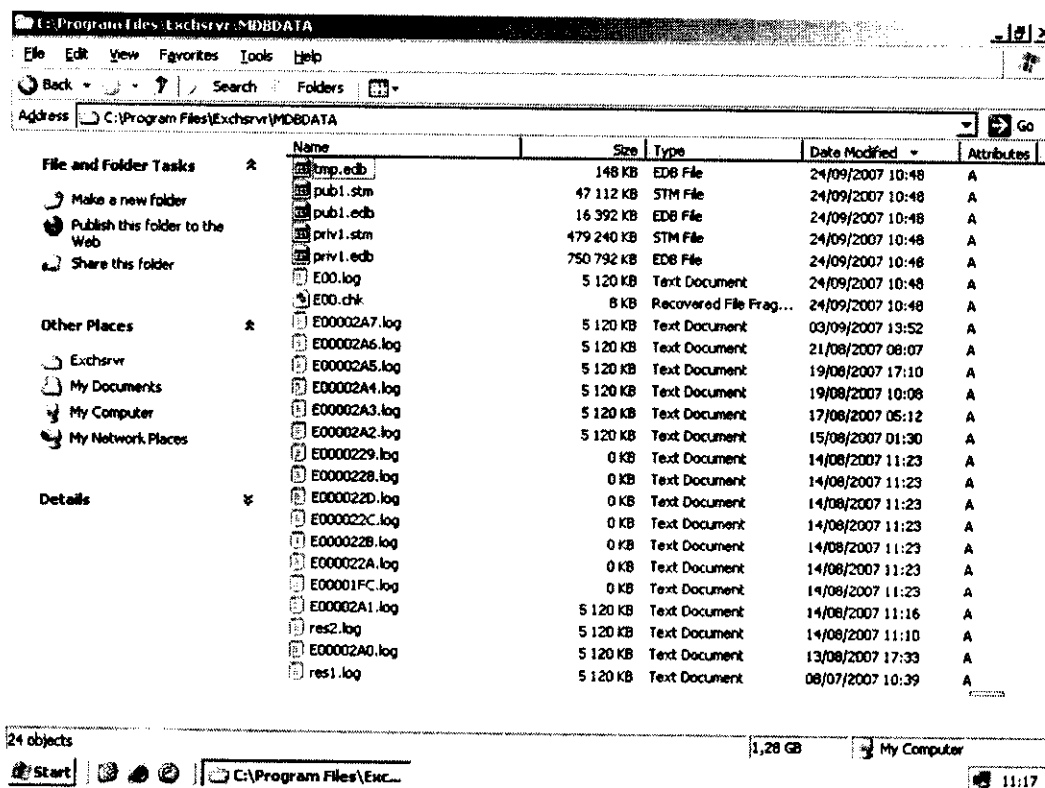 C:\Program Files\Exchsrvr\MDBDATA
File Edit View Favorites Tools Help
Back Search Folders
Address C:\Program Files\Exchsrvr\MDBDATA Go
File and Folder Tasks
Make a new folder
Publish this folder to the
Web
Share this folder
Other Places
Exchsrvr
My Documents
My Computer
My Network Places
Details
Name Size Type Date Modified Attributes
tmp.edb 148 KB EDB File 24/09/2007 10:48 A
pub1.stm 47 112 KB STM File 24/09/2007 10:48 A
pub1.edb 16 392 KB EDB File 24/09/2007 10:48 A
priv1.stm 479 240 KB STM File 24/09/2007 10:48 A
priv1.edb 750 792 KB EDB File 24/09/2007 10:48 A
E00.log 5 120 KB Text Document 24/09/2007 10:48 A
E00.chk 8 KB Recovered File Frag... 24/09/2007 10:48 A
E00002A7.log 5 120 KB Text Document 03/09/2007 13:52 A
E00002A6.log 5 120 KB Text Document 21/08/2007 08:07 A
E00002A5.log 5 120 KB Text Document 19/08/2007 17:10 A
E00002A4.log 5 120 KB Text Document 19/08/2007 10:08 A
E00002A3.log 5 120 KB Text Document 17/08/2007 05:12 A
E00002A2.log 5 120 KB Text Document 15/08/2007 01:30 A
E0000229.log 0 KB Text Document 14/08/2007 11:23 A
E0000228.log 0 KB Text Document 14/08/2007 11:23 A
E000022D.log 0 KB Text Document 14/08/2007 11:23 A
E000022C.log 0 KB Text Document 14/08/2007 11:23 A
E000022B.log 0 KB Text Document 14/08/2007 11:23 A
E000022A.log 0 KB Text Document 14/08/2007 11:23 A
E00001FC.log 0 KB Text Document 14/08/2007 11:23 A
E00002A1.log 5 120 KB Text Document 14/08/2007 11:16 A
res2.log 5 120 KB Text Document 14/08/2007 11:10 A
E00002A0.log 5 120 KB Text Document 13/08/2007 17:33 A
res1.log 5 120 KB Text Document 08/07/2007 10:39 A
24 objects 1,28 GB My Computer
Start C:\Program Files\Exc... 11:17